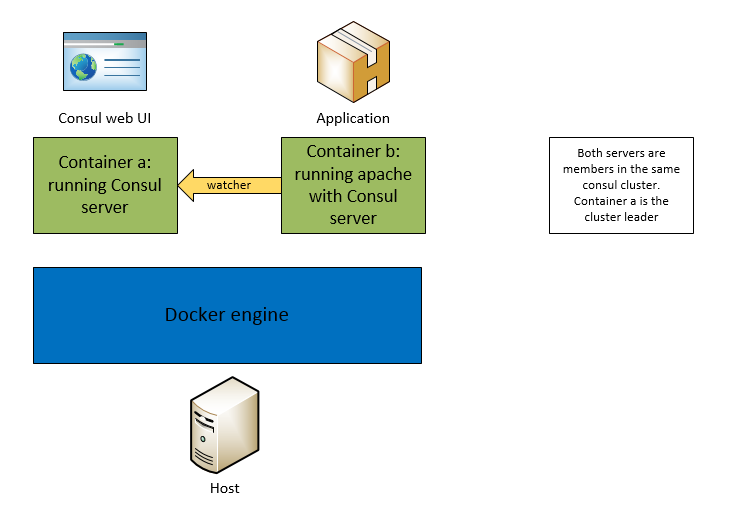 Consul web UI
Application
Container a:
running Consul
server
watcher
Container b:
running apache
with Consul
server
Both servers are
members in the same
consul cluster.
Container a is the
cluster leader
Docker engine
Host